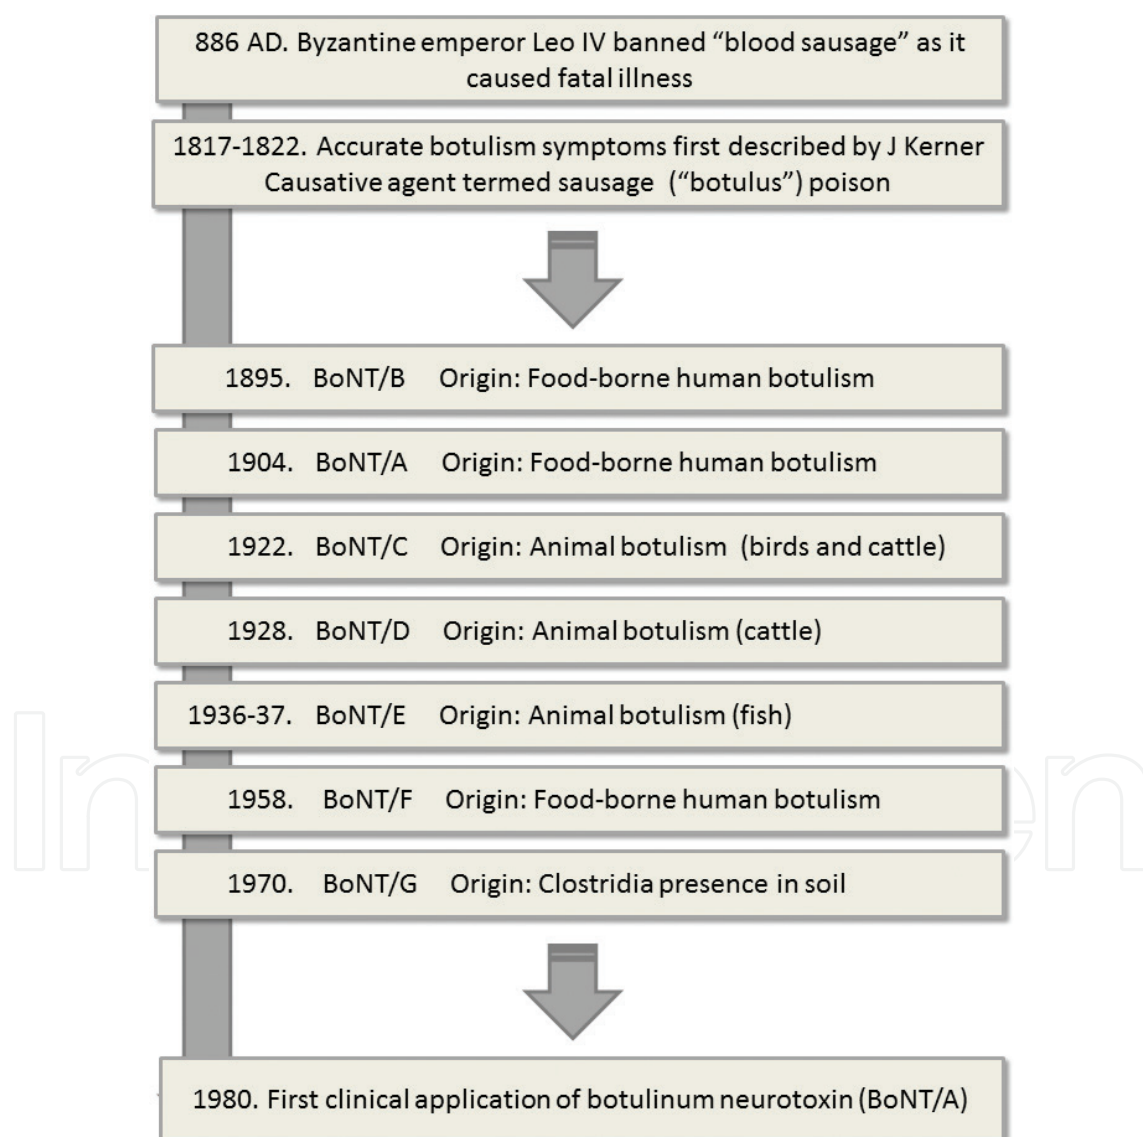 886 AD. Byzantine emperor Leo IV banned “blood sausage” as it
caused fatal illness
1817-1822. Accurate botulism symptoms first described by J Kerner
Causative agent termed sausage (“botulus”) poison
1895. BoNT/B Origin: Food-borne human botulism
1904. BoNT/A Origin: Food-borne human botulism
1922. BoNT/C Origin: Animal botulism (birds and cattle)
1928. BoNT/D Origin: Animal botulism (cattle)
1936-37. BoNT/E Origin: Animal botulism (fish)
1958. BoNT/F Origin: Food-borne human botulism
1970. BoNT/G Origin: Clostridia presence in soil
1980. First clinical application of botulinum neurotoxin (BoNT/A)